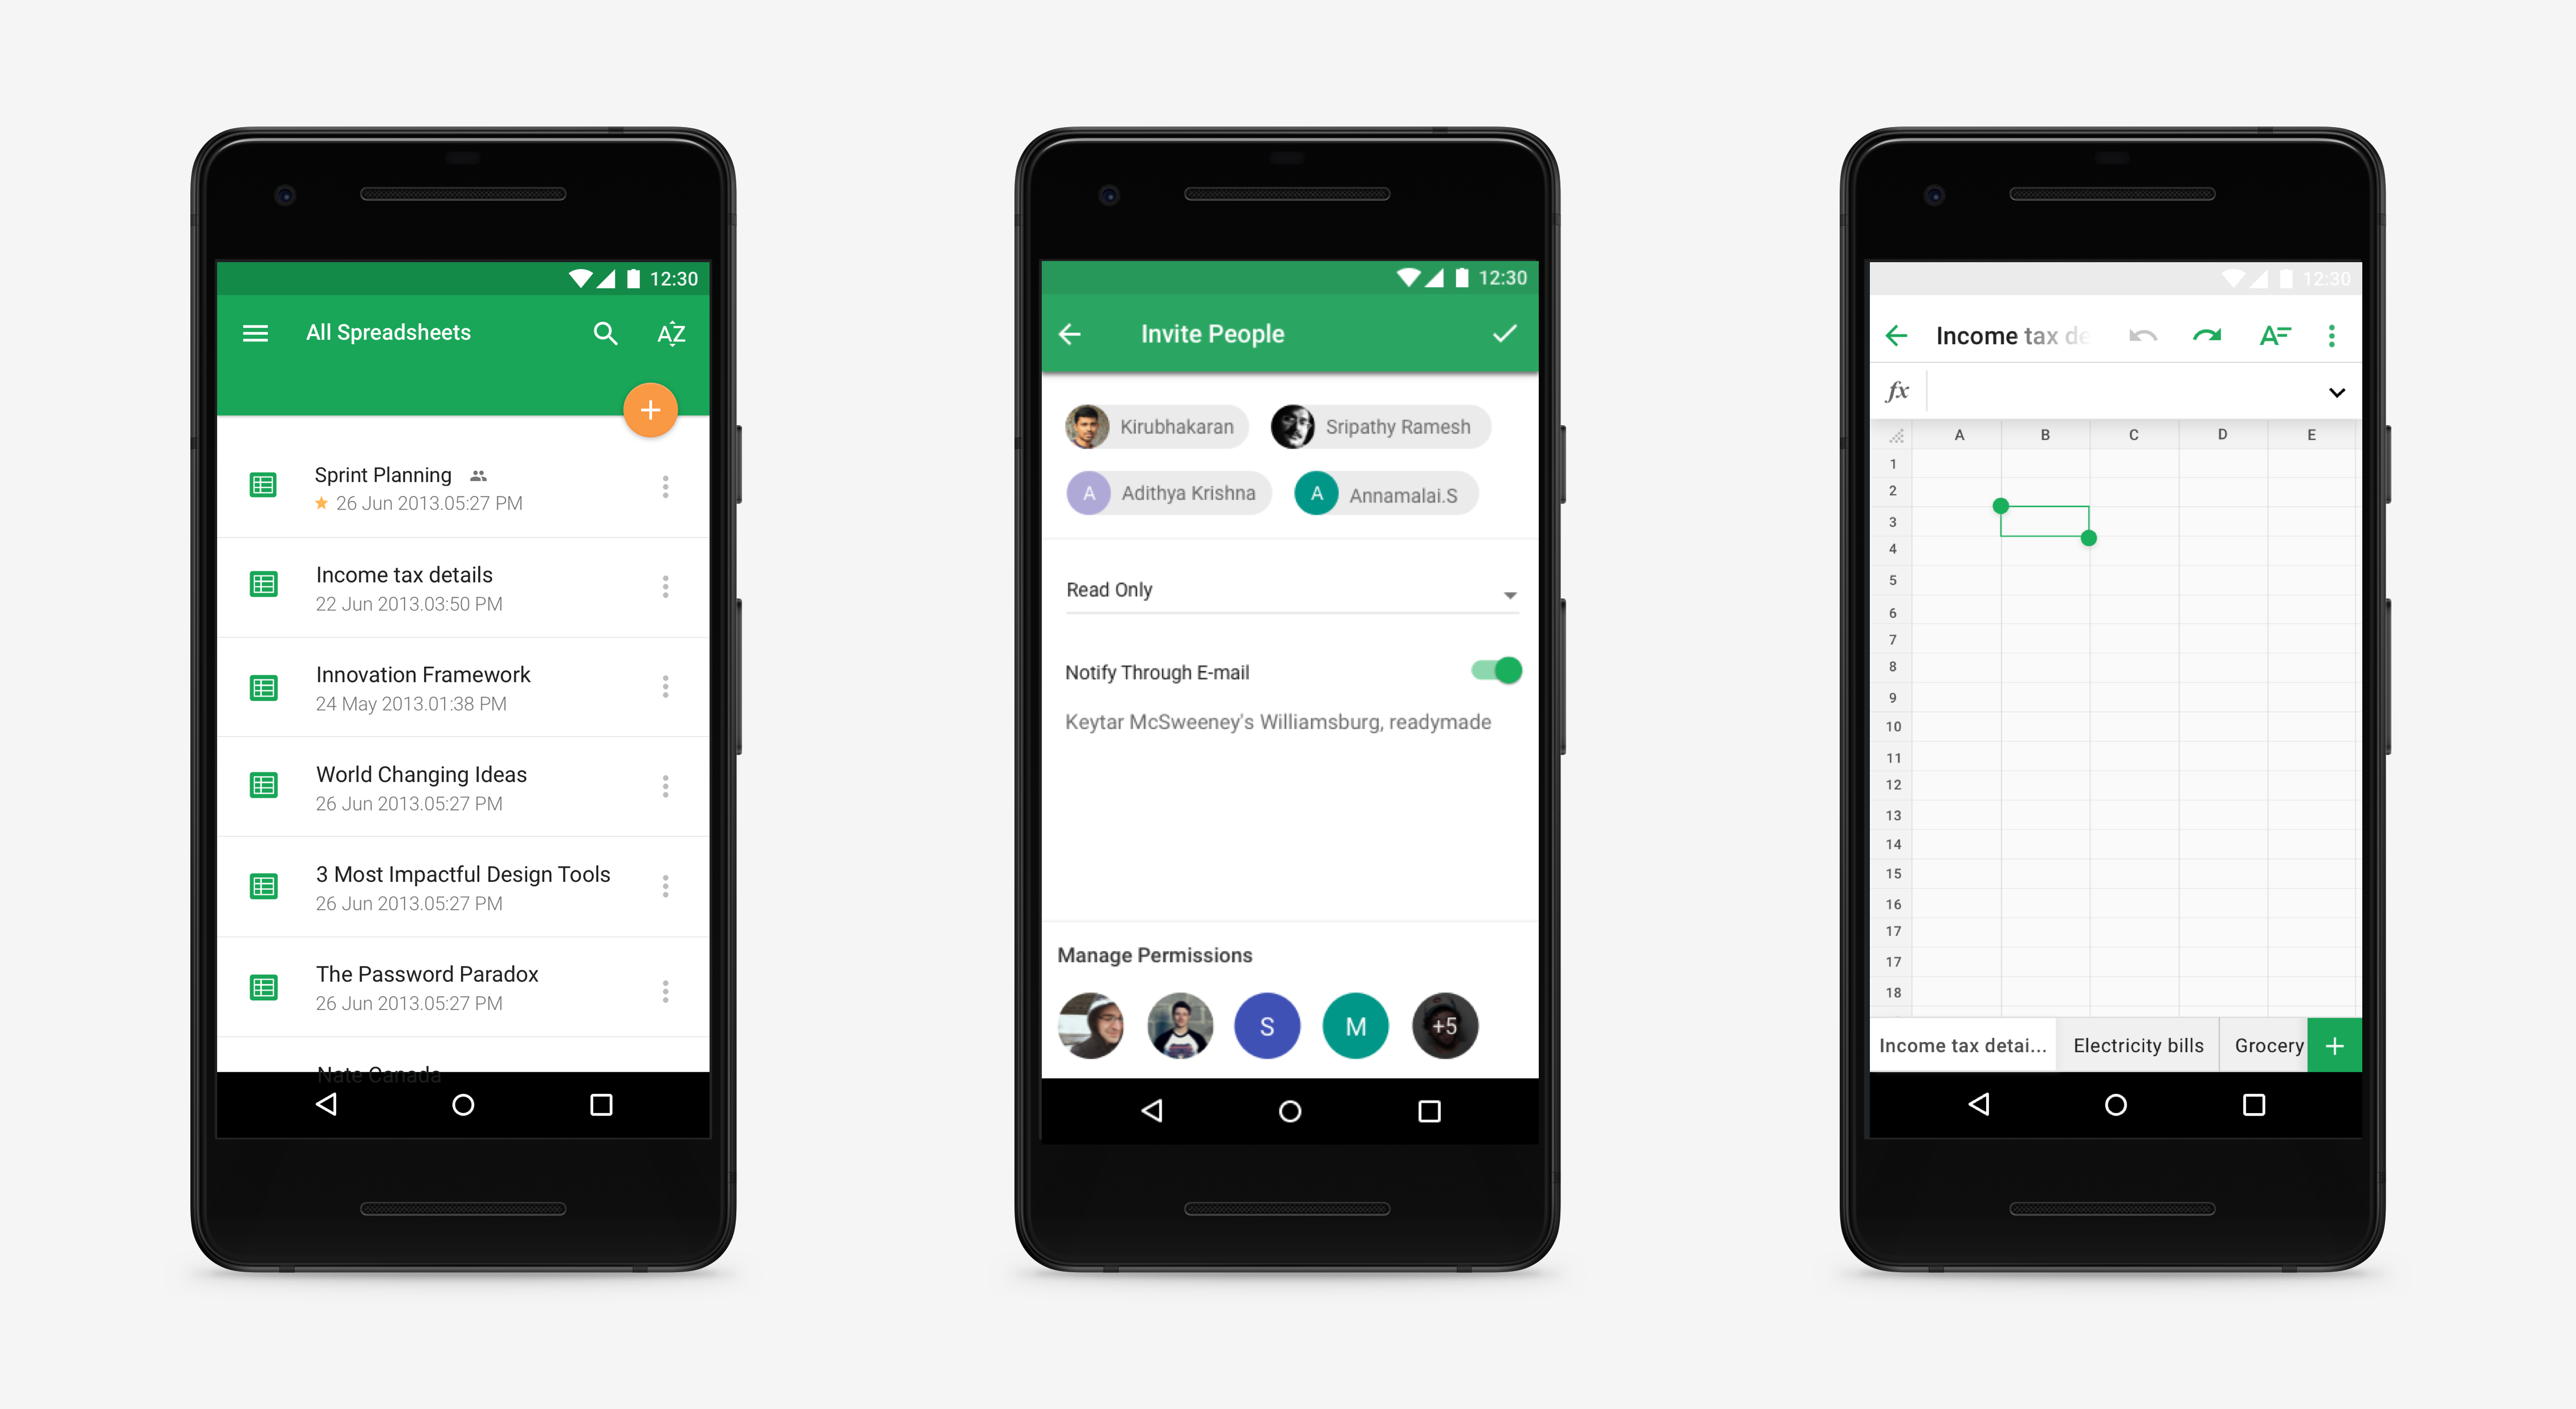 12:30
All Spreadsheets
AZ
Sprint Planning
26 Jun 2013.05:27 PM
Income tax details
22 Jun 2013.03:50 PM
Innovation Framework
24 May 2013.01:38 PM
World Changing Ideas
26 Jun 2013.05:27 PM
3 Most Impactful Design Tools
26 Jun 2013.05:27 PM
The Password Paradox
26 Jun 2013.05:27 PM
Nate Canada
12:30
Invite People
Kirubhakaran
Sripathy Ramesh
A Adithya Krishna
A Annamalai.S
Read Only
Notify Through E-mail
Keytar McSweeney's Williamsburg, readymade
Manage Permissions
S M +5
12:30
Income tax de
A
fx
A B C D E
1
2
3
4
5
6
7
8
9
10
11
12
13
14
15
16
17
17
18
Income tax detai... Electricity bills Grocery +